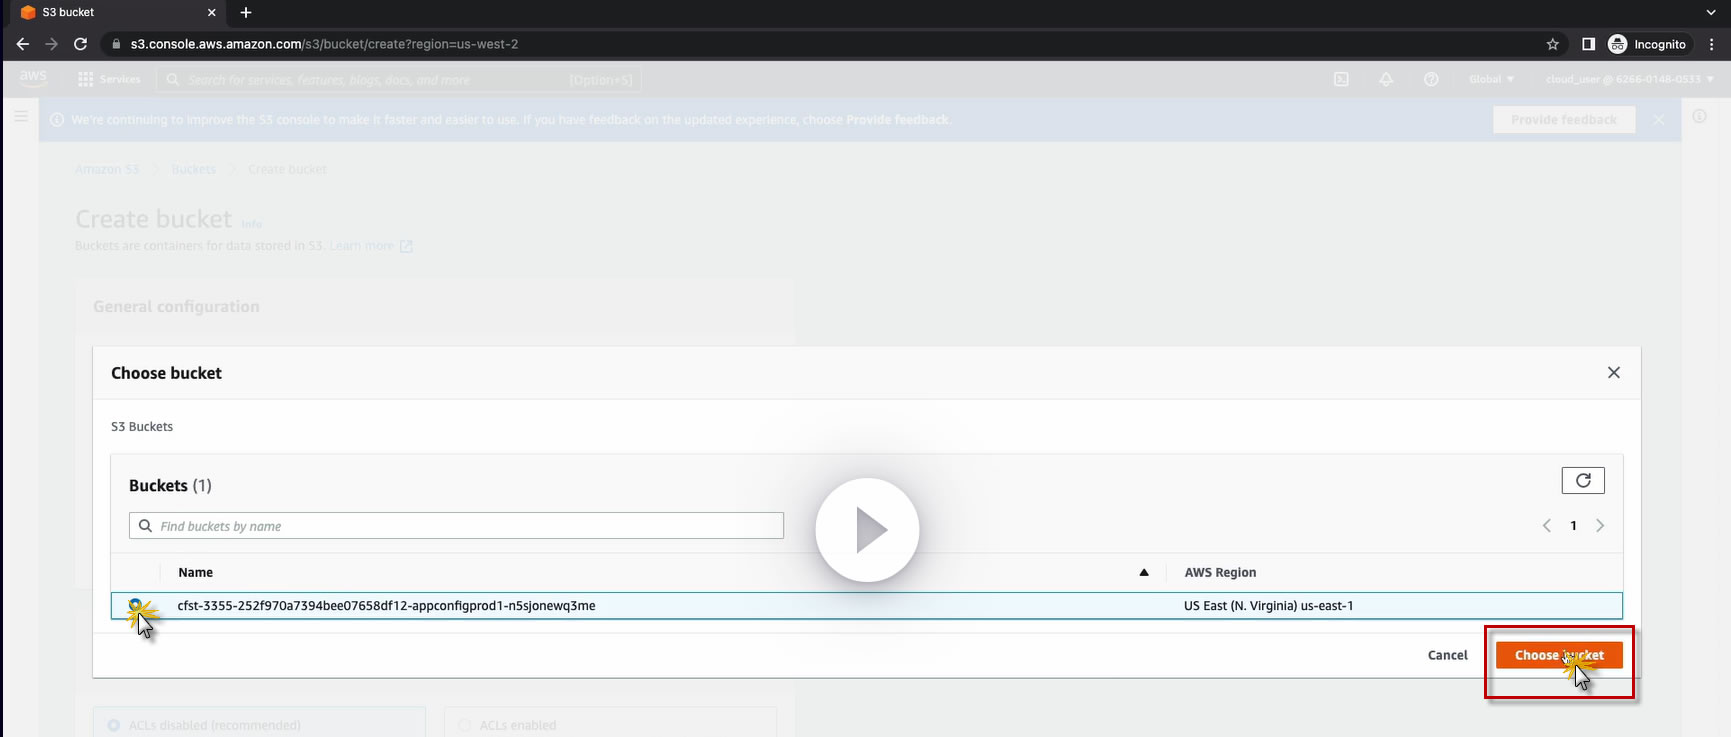 S3 bucket
s3.console.aws.amazon.com/s3/bucket/create?region=us-west-2
Incognito
aws
Services
Search for services, features, blogs, docs, and more
[Option+S]
Global
cloud_user @ 6266-0148-0533
We're continuing to improve the S3 console to make it faster and easier to use. If you have feedback on the updated experience, choose Provide feedback.
Provide feedback
Amazon S3 > Buckets > Create bucket
Create bucket Info
Buckets are containers for data stored in S3. Learn more
General configuration
Choose bucket
S3 Buckets
Buckets (1)
Find buckets by name
1
Name
AWS Region
cfst-3355-252f970a7394bee07658df12-appconfigprod1-n5sjonewq3me
US East (N. Virginia) us-east-1
Cancel
Choose bucket
ACLs disabled (recommended)
ACLs enabled